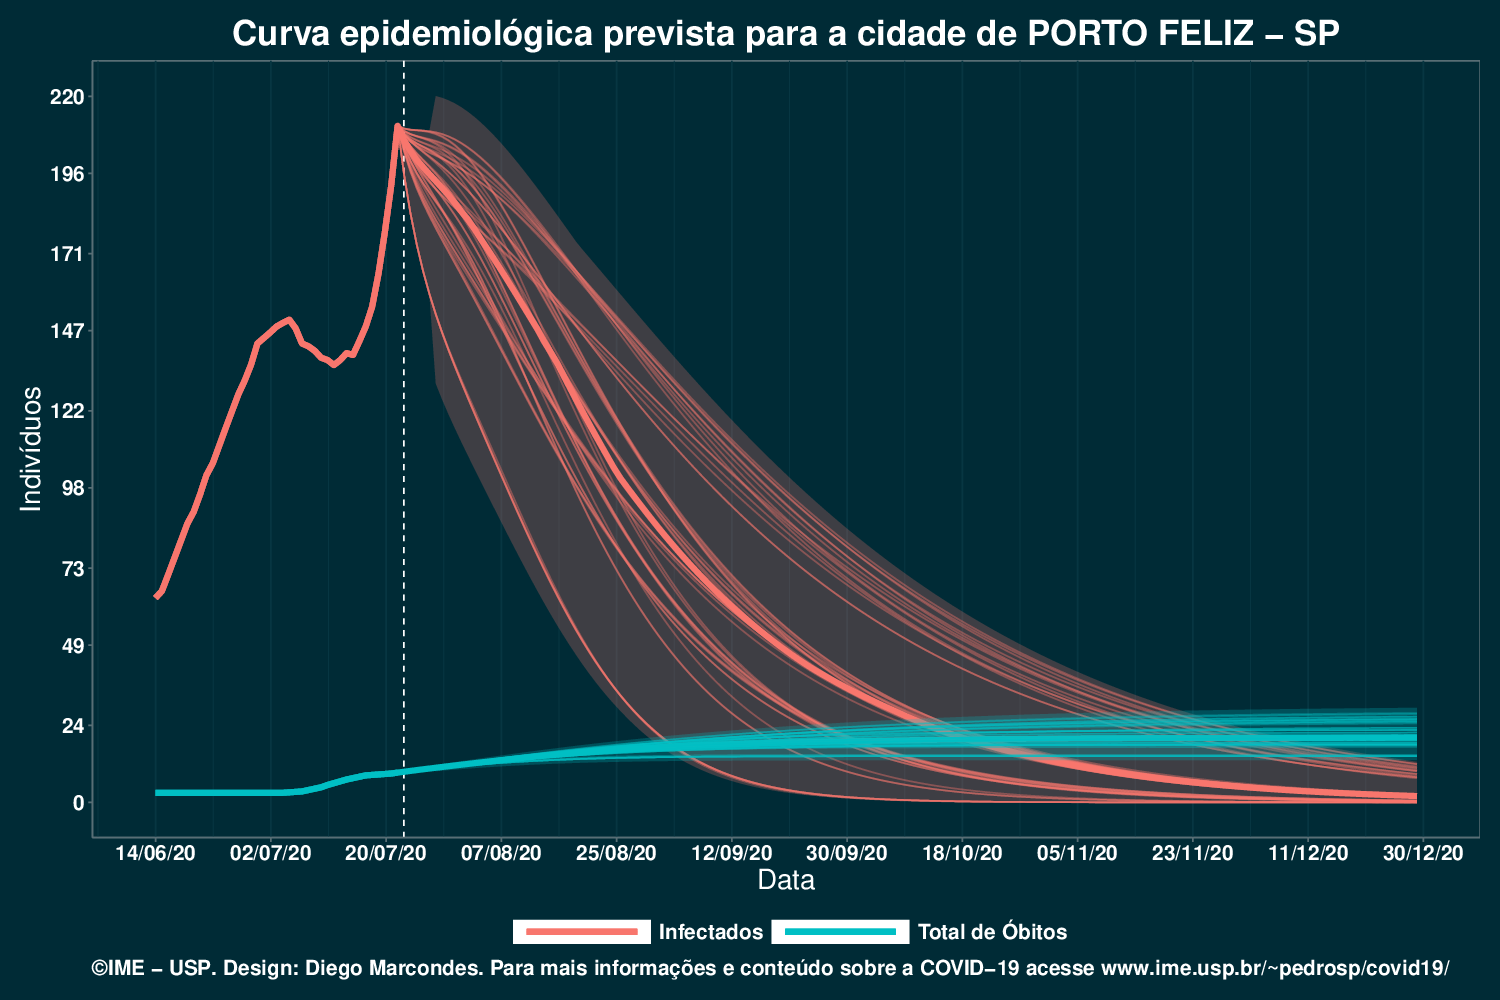 Curva epidemiológica prevista para a cidade de PORTO FELIZ – SP
220
196
171
147
122
98
73
49
24
0
Indivíduos
14/06/20 02/07/20 20/07/20 07/08/20 25/08/20 12/09/20 30/09/20 18/10/20 05/11/20 23/11/20 11/12/20 30/12/20
Data
Infectados Total de Óbitos
©IME – USP. Design: Diego Marcondes. Para mais informações e conteúdo sobre a COVID–19 acesse www.ime.usp.br/~pedrosp/covid19/